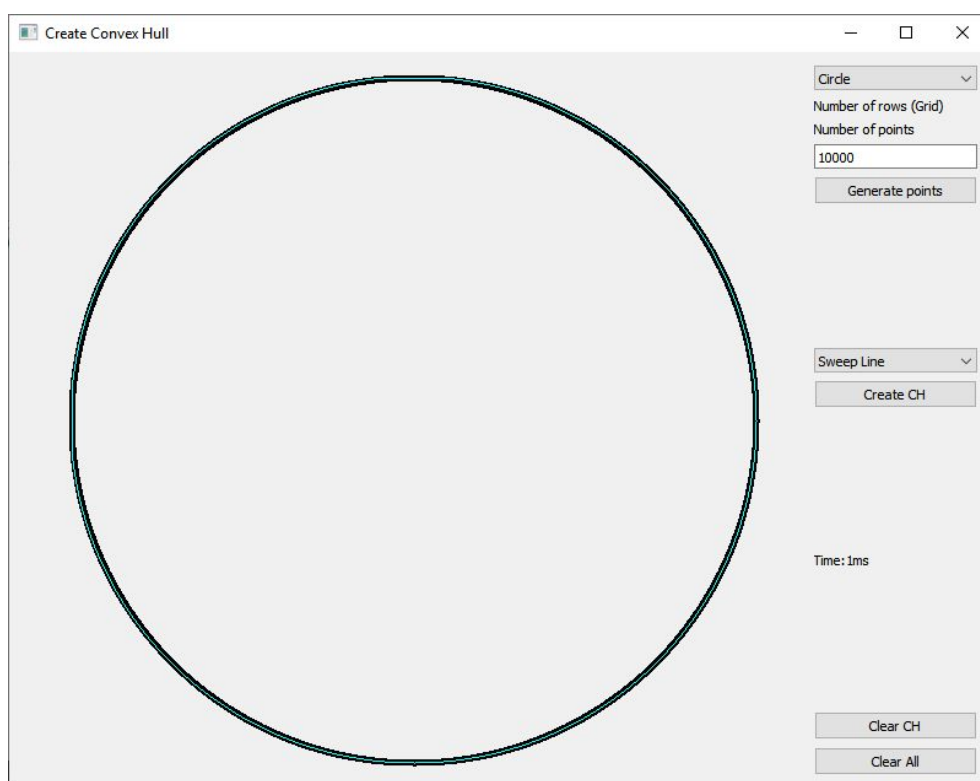 Create Convex Hull
Circle
Number of rows (Grid)
Number of points
10000
Generate points
Sweep Line
Create CH
Time:1ms
Clear CH
Clear All